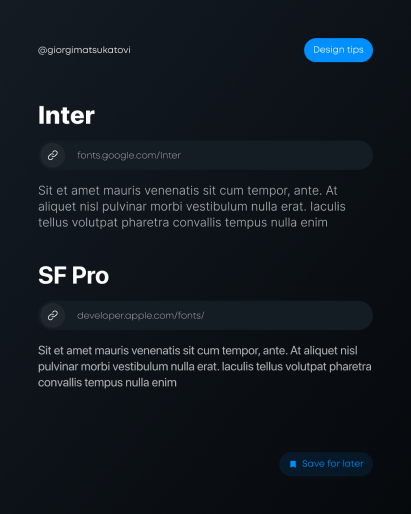 @giorgimatsukatovi
Design tips
Inter
fonts.google.com/Inter
Sit et amet mauris venenatis sit cum tempor, ante. At
aliquet nisl pulvinar morbi vestibulum nulla erat. Iaculis
tellus volutpat pharetra convallis tempus nulla enim
SF Pro
developer.apple.com/fonts/
Sit et amet mauris venenatis sit cum tempor, ante. At aliquet nisl
pulvinar morbi vestibulum nulla erat. Iaculis tellus volutpat pharetra
convallis tempus nulla enim
Save for later